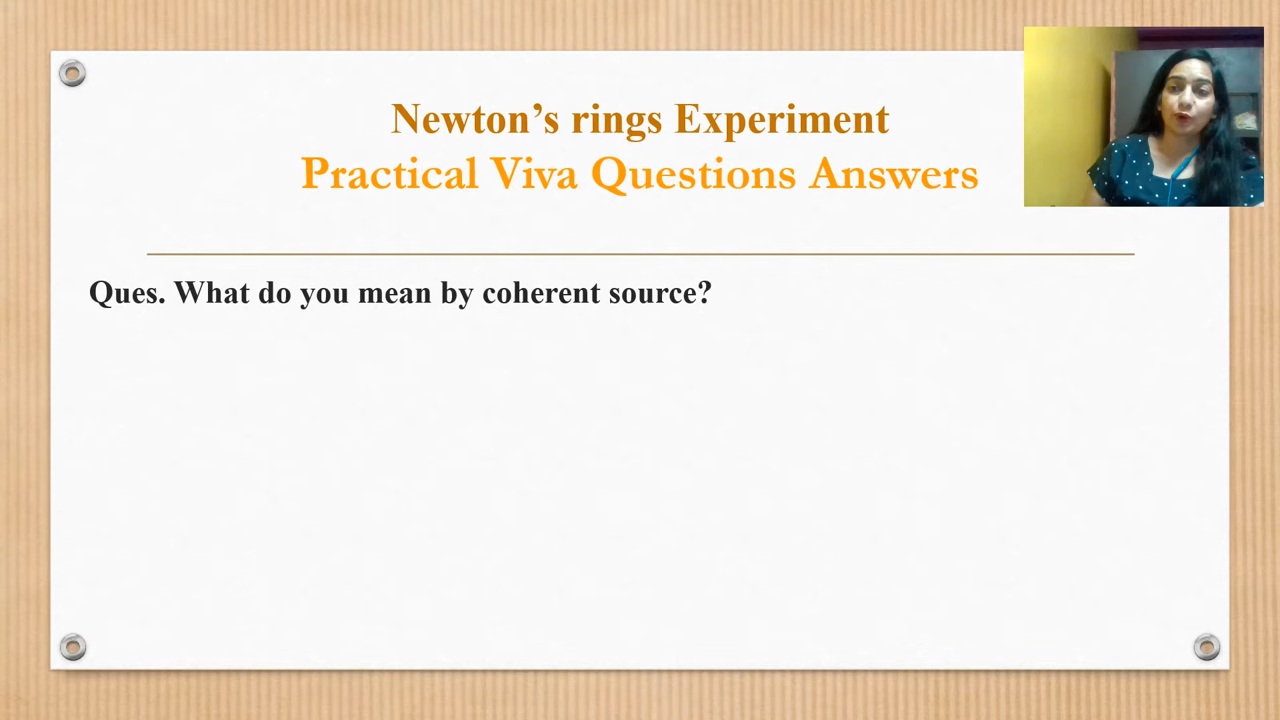 Newton’s rings Experiment
Practical Viva Questions Answers
Ques. What do you mean by coherent source?